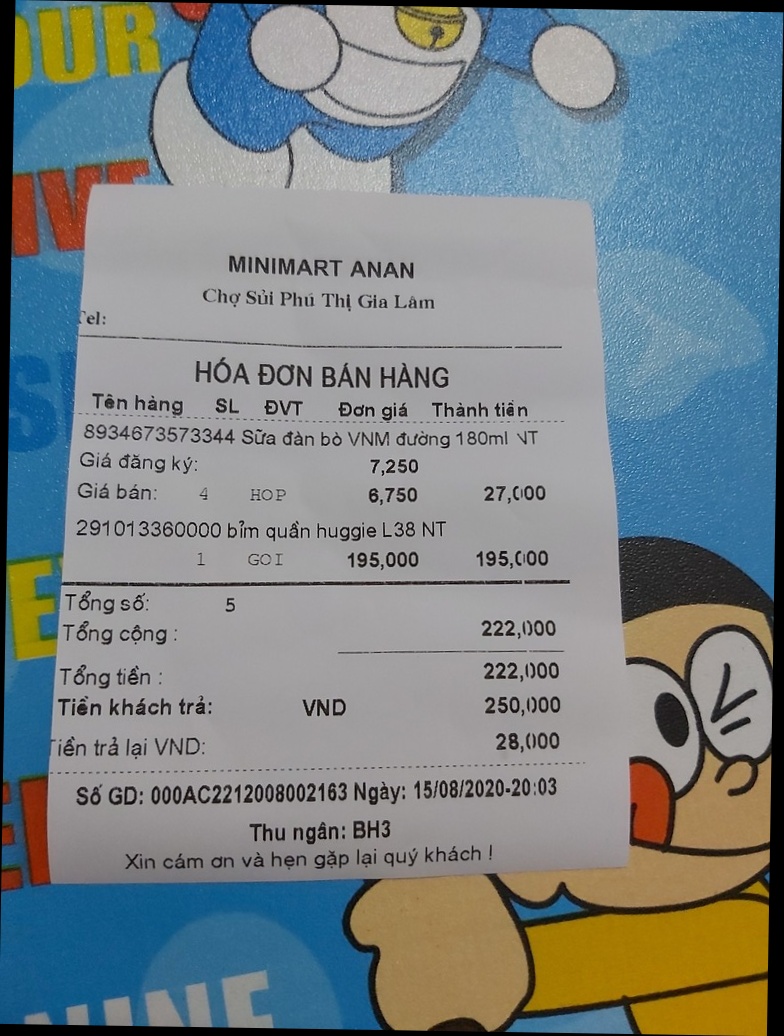 OUR
IVE
MINIMART ANAN
Chợ Sủi Phú Thị Gia Lâm
Tel:
HÓA ĐƠN BÁN HÀNG
Tên hàng SL ĐVT Đơn giá Thành tiền
8934673573344 Sữa đàn bò VNM đường 180ml NT
Giá đăng ký: 7,250
Giá bán: 4 HOP 6,750 27,000
291013360000 bỉm quần huggie L38 NT
1 GOI 195,000 195,000
Tổng số: 5
Tổng cộng : 222,000
Tổng tiền : 222,000
Tiền khách trả: VND 250,000
Tiền trả lại VND: 28,000
Số GD: 000AC2212008002163 Ngày: 15/08/2020-20:03
Thu ngân: BH3
Xin cám ơn và hẹn gặp lại quý khách !